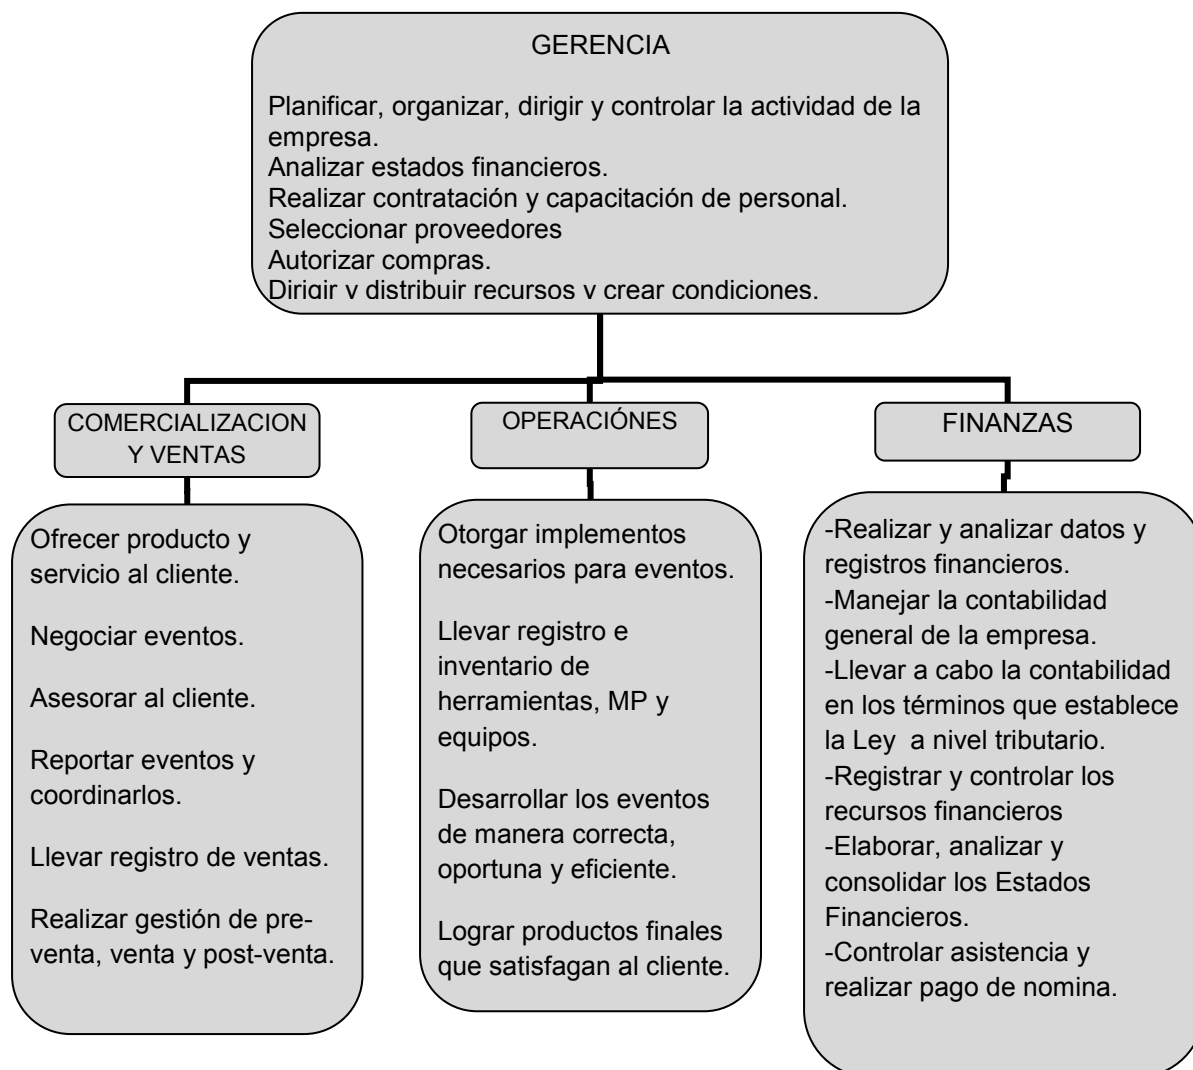 GERENCIA
Planificar, organizar, dirigir y controlar la actividad de la
empresa.
Analizar estados financieros.
Realizar contratación y capacitación de personal.
Seleccionar proveedores
Autorizar compras.
Dirigir y distribuir recursos y crear condiciones.
COMERCIALIZACION
Y VENTAS
OPERACIÓNES
FINANZAS
Ofrecer producto y
servicio al cliente.
Negociar eventos.
Asesorar al cliente.
Reportar eventos y
coordinarlos.
Llevar registro de ventas.
Realizar gestión de pre-
venta, venta y post-venta.
Otorgar implementos
necesarios para eventos.
Llevar registro e
inventario de
herramientas, MP y
equipos.
Desarrollar los eventos
de manera correcta,
oportuna y eficiente.
Lograr productos finales
que satisfagan al cliente.
-Realizar y analizar datos y
registros financieros.
-Manejar la contabilidad
general de la empresa.
-Llevar a cabo la contabilidad
en los términos que establece
la Ley  a nivel tributario.
-Registrar y controlar los
recursos financieros
-Elaborar, analizar y
consolidar los Estados
Financieros.
-Controlar asistencia y
realizar pago de nomina.